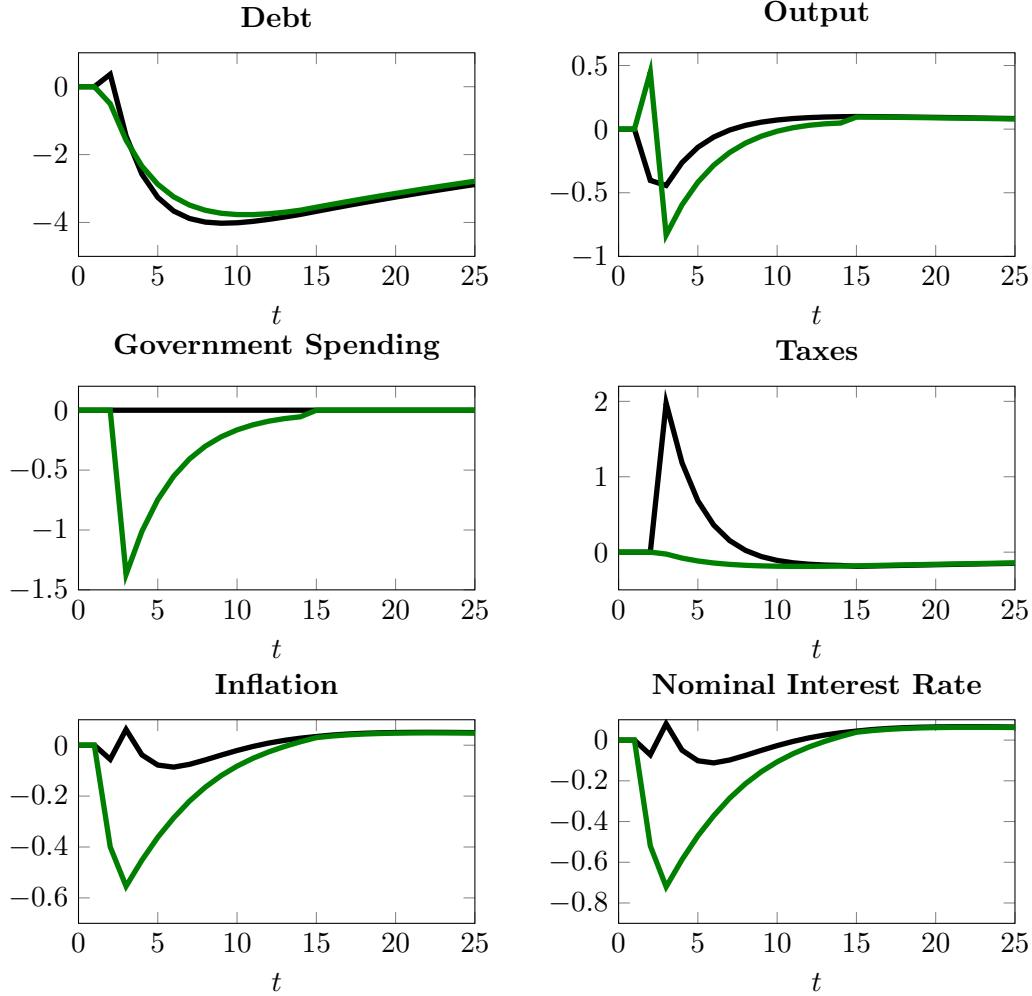 Debt
0
−2
−4
0 5 10 15 20 25
t
Output
0.5
0
−0.5
−1
0 5 10 15 20 25
t
Government Spending
0
−0.5
−1
−1.5
0 5 10 15 20 25
t
Taxes
2
1
0
0 5 10 15 20 25
t
Inflation
0
−0.2
−0.4
−0.6
0 5 10 15 20 25
t
Nominal Interest Rate
0
−0.2
−0.4
−0.6
−0.8
0 5 10 15 20 25
t